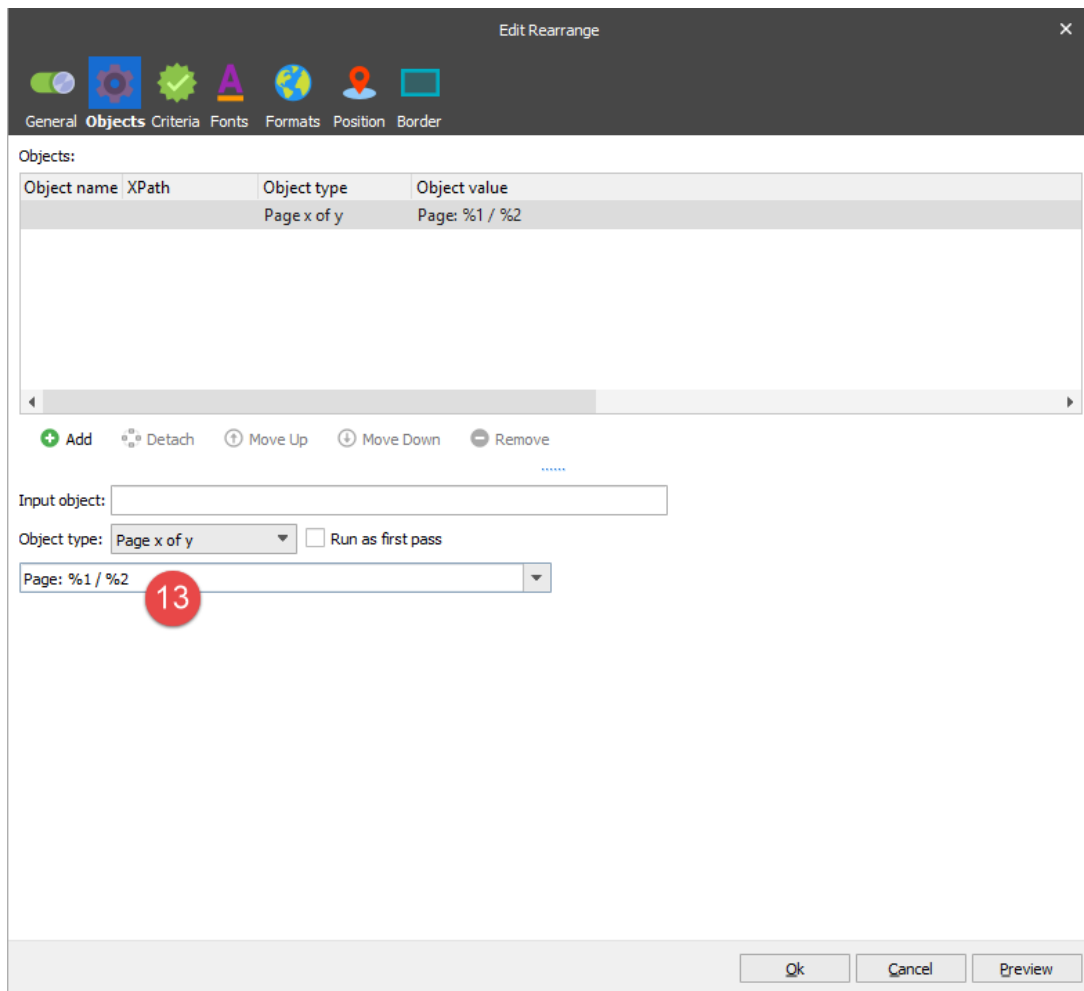 Edit Rearrange
General Objects Criteria Fonts Formats Position Border
Objects:
Object name XPath Object type Object value
Page x of y Page: %1 / %2
Add Detach Move Up Move Down Remove
Input object:
Object type: Page x of y Run as first pass
Page: %1 / %2
13
Ok Cancel Preview